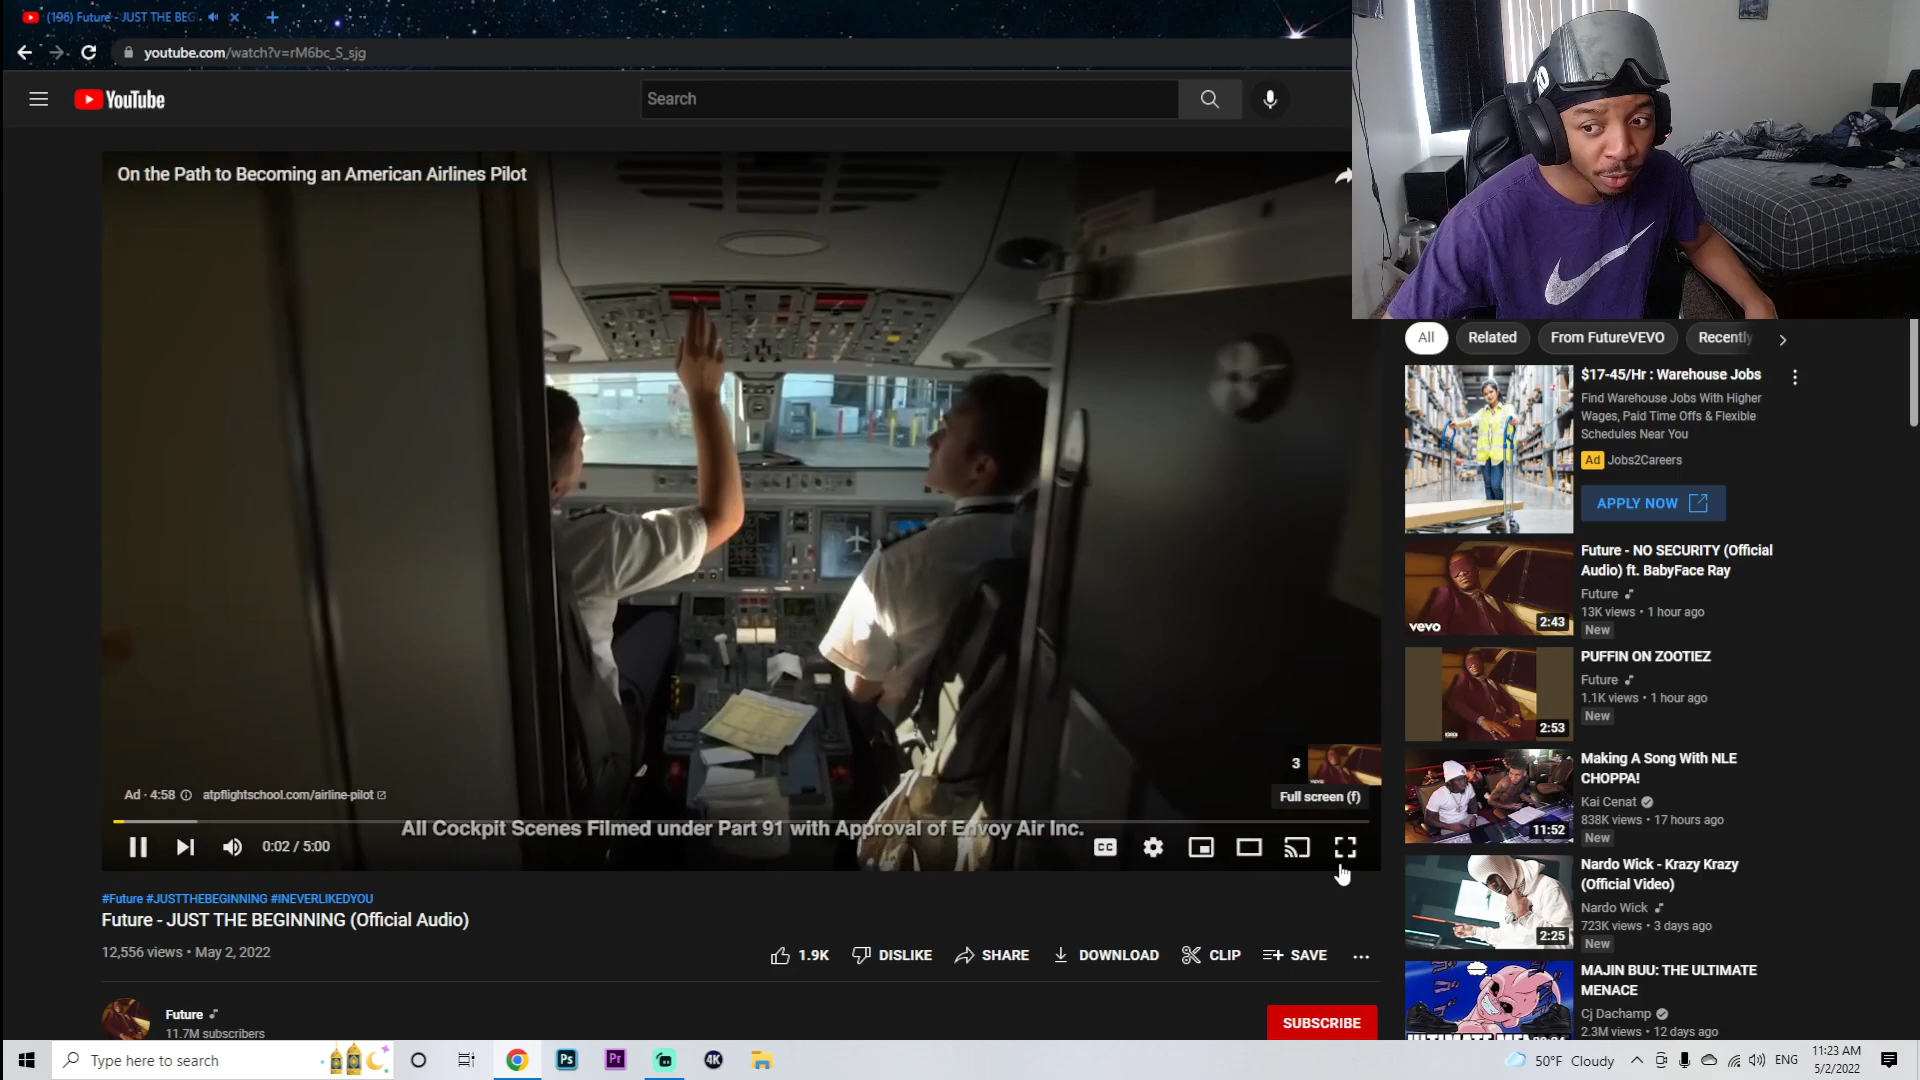 (196) Future - JUST THE BEG
youtube.com/watch?v=rM6bc_S_sjg
YouTube
Search
On the Path to Becoming an American Airlines Pilot
Ad · 4:58
atpflightschool.com/airline-pilot
3
Full screen (f)
All Cockpit Scenes Filmed under Part 91 with Approval of Envoy Air Inc.
0:02 / 5:00
CC
#Future #JUSTTHEBEGINNING #INEVERLIKEDYOU
Future - JUST THE BEGINNING (Official Audio)
12,556 views • May 2, 2022
1.9K
DISLIKE
SHARE
DOWNLOAD
CLIP
SAVE
Future
11.7M subscribers
SUBSCRIBE
All
Related
From FutureVEVO
Recently
$17-45/Hr : Warehouse Jobs
Find Warehouse Jobs With Higher
Wages, Paid Time Offs & Flexible
Schedules Near You
Ad Jobs2Careers
APPLY NOW
vevo
2:43
Future - NO SECURITY (Official
Audio) ft. BabyFace Ray
Future
13K views • 1 hour ago
New
2:53
PUFFIN ON ZOOTIEZ
Future
1.1K views • 1 hour ago
New
11:52
Making A Song With NLE
CHOPPA!
Kai Cenat
838K views • 17 hours ago
New
2:25
Nardo Wick - Krazy Krazy
(Official Video)
Nardo Wick
723K views • 3 days ago
New
MAJIN BUU: THE ULTIMATE
MENACE
Cj Dachamp
2.3M views • 12 days ago
Type here to search
Ps
Pr
4K
50°F Cloudy
ENG
11:23 AM
5/2/2022